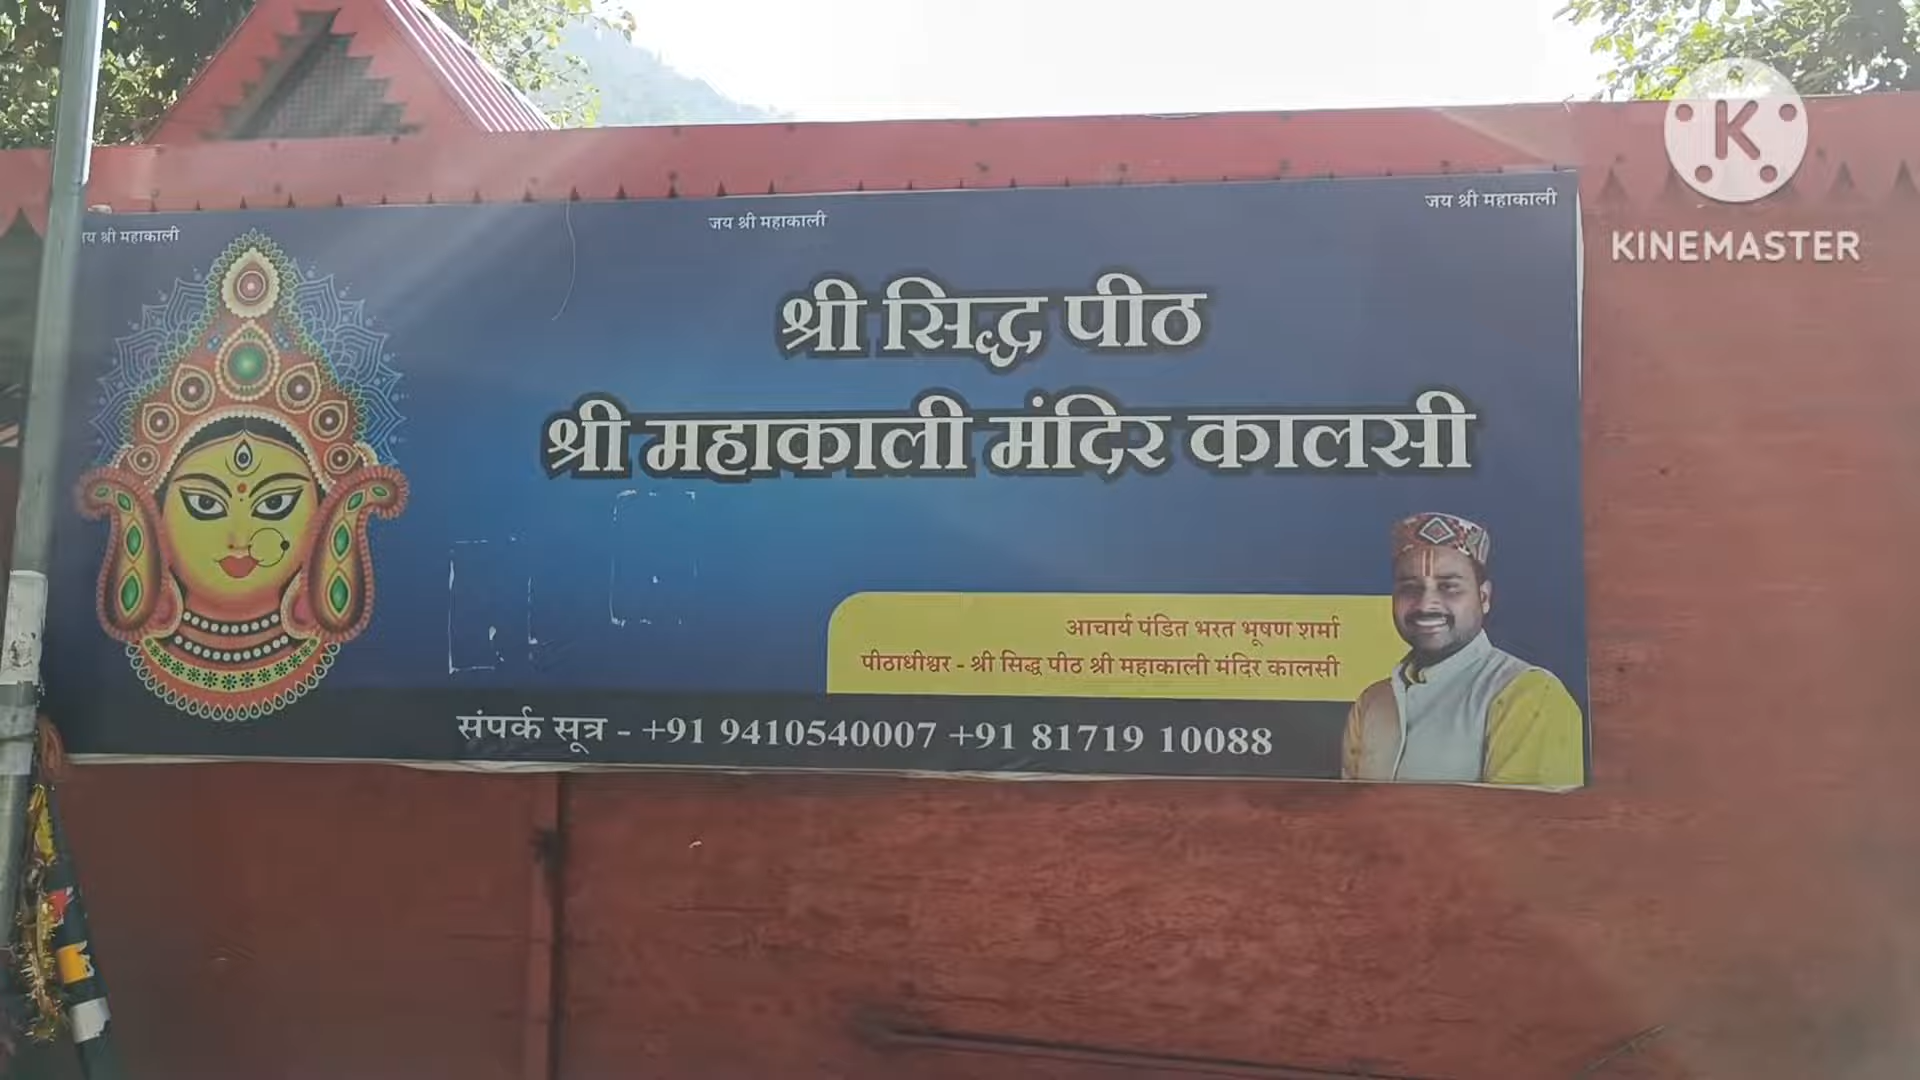 जय श्री महाकाली
जय श्री महाकाली
जय श्री महाकाली
श्री सिद्ध पीठ
श्री महाकाली मंदिर कालसी
आचार्य पंडित भरत भूषण शर्मा
पीठाधीश्वर - श्री सिद्ध पीठ श्री महाकाली मंदिर कालसी
संपर्क सूत्र - +91 9410540007 +91 81719 10088
K
KINEMASTER